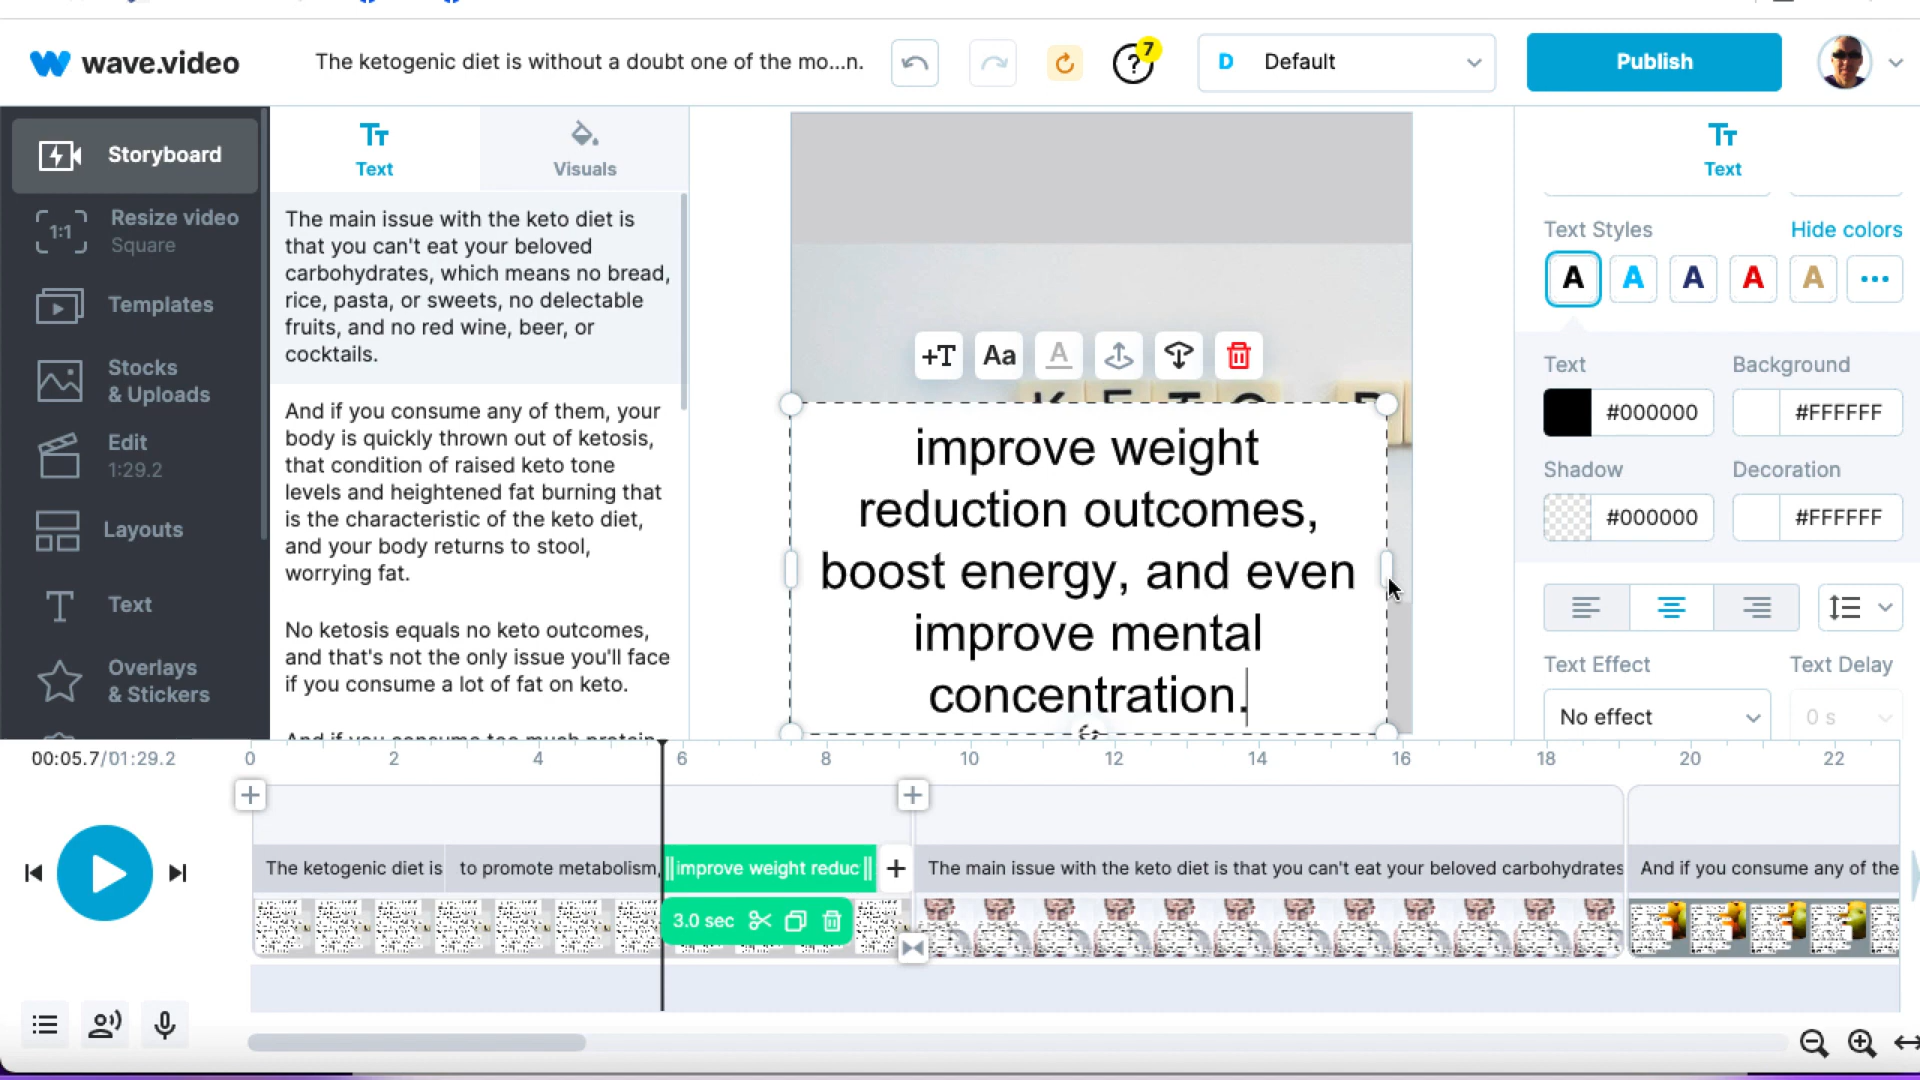 wave.video
The ketogenic diet is without a doubt one of the mo...n.
?
7
D Default
Publish
Storyboard
1:1
Resize video
Square
Templates
Stocks
& Uploads
Edit
1:29.2
Layouts
Text
Overlays
& Stickers
Text
Visuals
The main issue with the keto diet is
that you can't eat your beloved
carbohydrates, which means no bread,
rice, pasta, or sweets, no delectable
fruits, and no red wine, beer, or
cocktails.
And if you consume any of them, your
body is quickly thrown out of ketosis,
that condition of raised keto tone
levels and heightened fat burning that
is the characteristic of the keto diet,
and your body returns to stool,
worrying fat.
No ketosis equals no keto outcomes,
and that's not the only issue you'll face
if you consume a lot of fat on keto.
And if you consume too much protein
+T Aa A
improve weight
reduction outcomes,
boost energy, and even
improve mental
concentration.
Text
Text Styles
Hide colors
A A A A A
Text
Background
#000000
#FFFFFF
Shadow
Decoration
#000000
#FFFFFF
Text Effect
Text Delay
No effect
0 s
00:05.7/01:29.2
0 2 4 6 8 10 12 14 16 18 20 22
The ketogenic diet is
to promote metabolism,
improve weight reduc
The main issue with the keto diet is that you can't eat your beloved carbohydrates
And if you consume any of the
3.0 sec